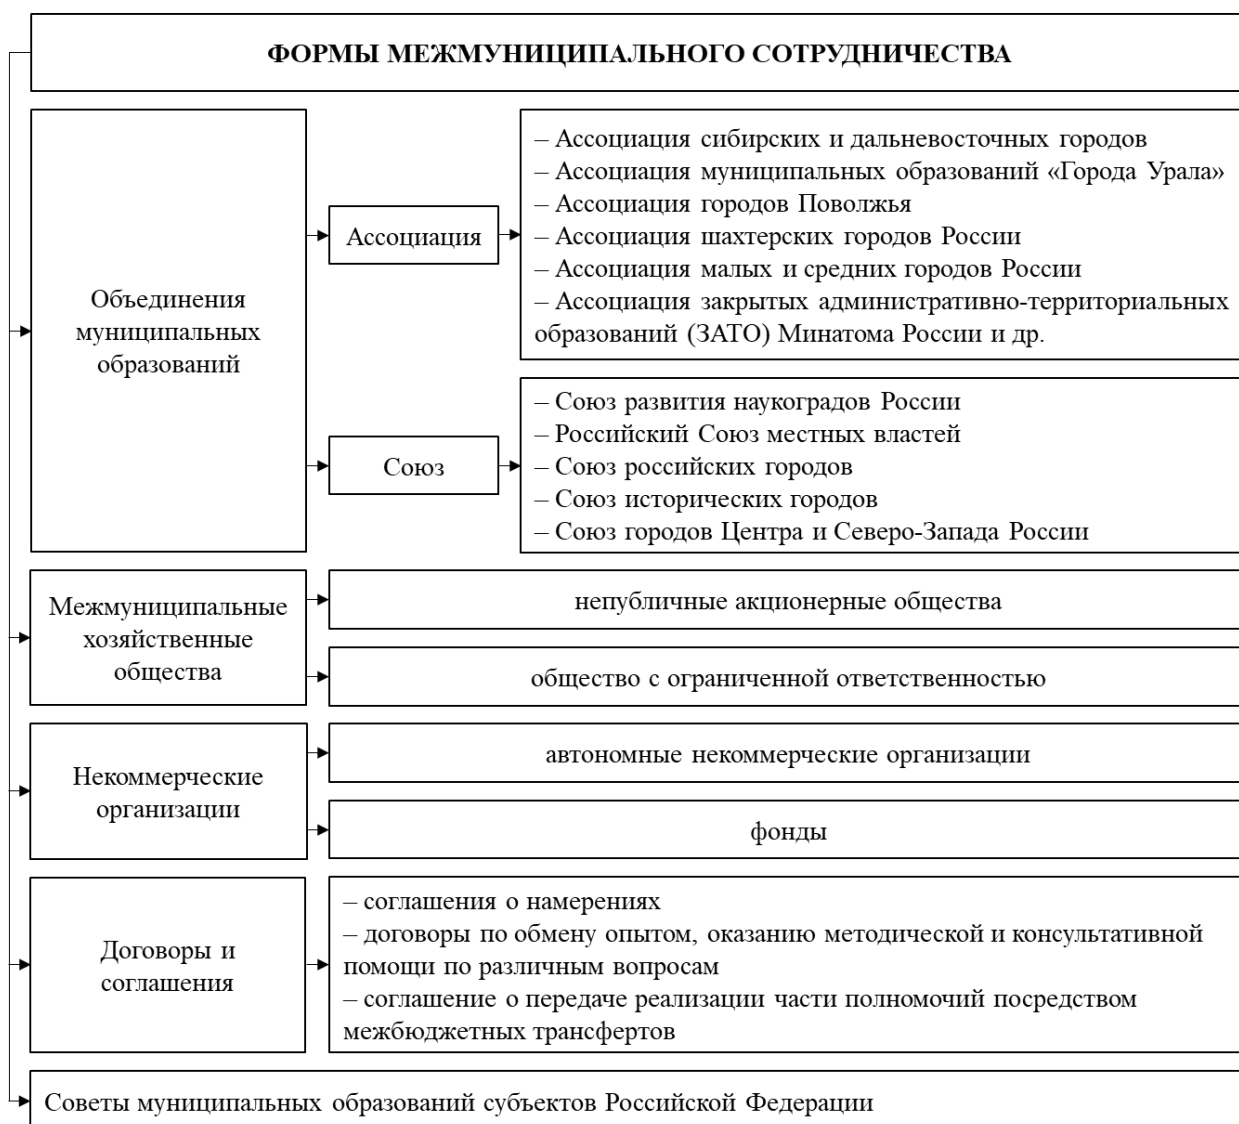 ФОРМЫ МЕЖМУНИЦИПАЛЬНОГО СОТРУДНИЧЕСТВА
Объединения
муниципальных
образований
Ассоциация
– Ассоциация сибирских и дальневосточных городов
– Ассоциация муниципальных образований «Города Урала»
– Ассоциация городов Поволжья
– Ассоциация шахтерских городов России
– Ассоциация малых и средних городов России
– Ассоциация закрытых административно-территориальных
образований (ЗАТО) Минатома России и др.
Союз
– Союз развития наукоградов России
– Российский Союз местных властей
– Союз российских городов
– Союз исторических городов
– Союз городов Центра и Северо-Запада России
Межмуниципальные
хозяйственные
общества
непубличные акционерные общества
общество с ограниченной ответственностью
Некоммерческие
организации
автономные некоммерческие организации
фонды
Договоры и
соглашения
– соглашения о намерениях
– договоры по обмену опытом, оказанию методической и консультативной
помощи по различным вопросам
– соглашение о передаче реализации части полномочий посредством
межбюджетных трансфертов
Советы муниципальных образований субъектов Российской Федерации